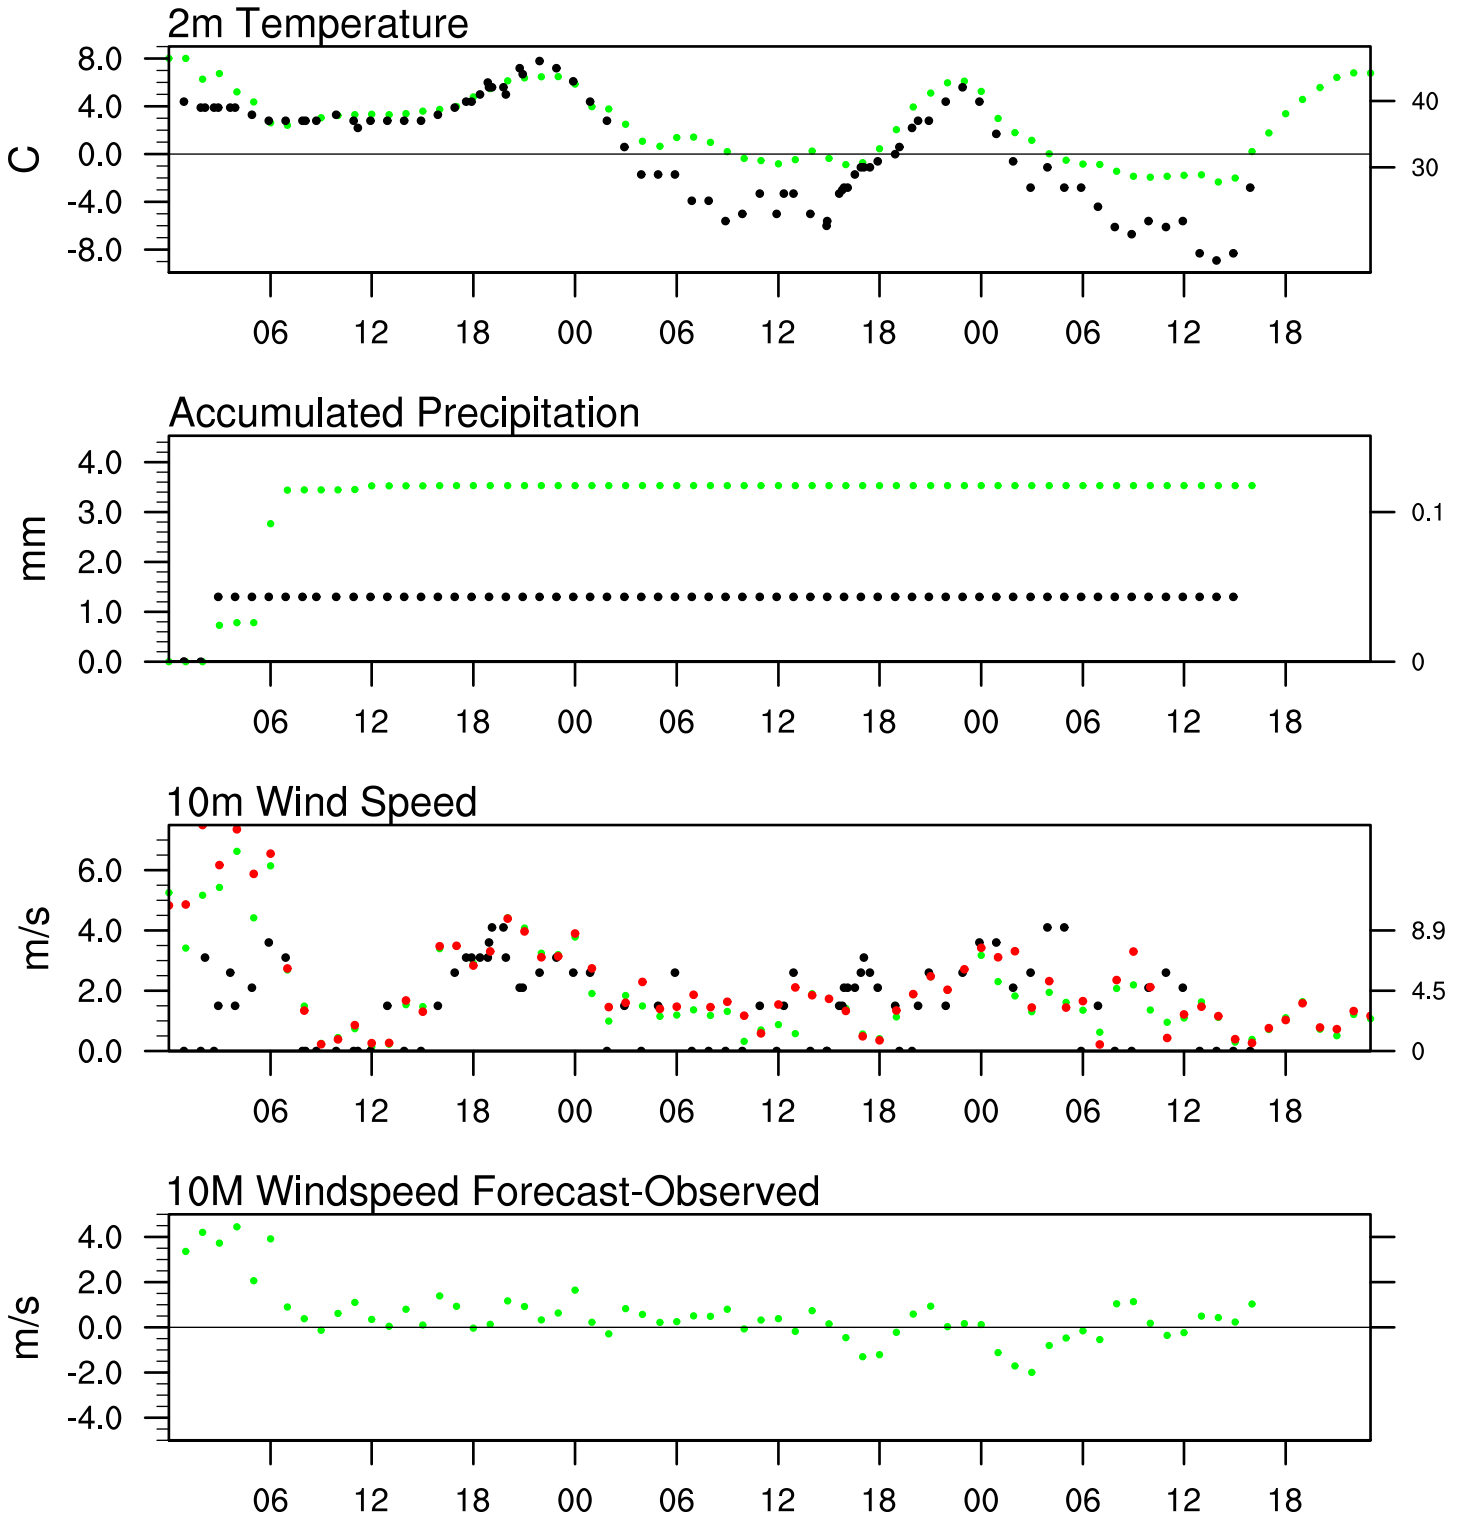 2m Temperature
8.0
4.0
0.0
-4.0
-8.0
C
40
30
06 12 18 00 06 12 18 00 06 12 18
Accumulated Precipitation
4.0
3.0
2.0
1.0
0.0
mm
0.1
0
06 12 18 00 06 12 18 00 06 12 18
10m Wind Speed
6.0
4.0
2.0
0.0
m/s
8.9
4.5
0
06 12 18 00 06 12 18 00 06 12 18
10M Windspeed Forecast-Observed
4.0
2.0
0.0
-2.0
-4.0
m/s
06 12 18 00 06 12 18 00 06 12 18